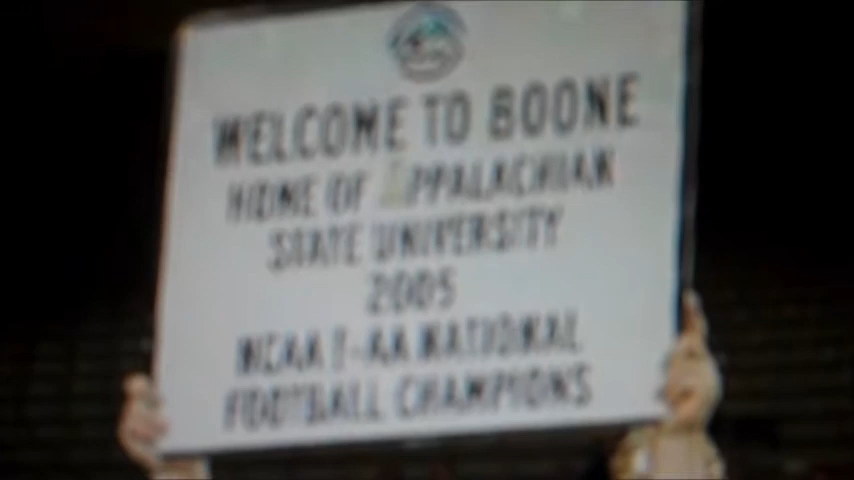 WELCOME TO BOONE
HOME OF APPALACHIAN
STATE UNIVERSITY
2005
NCAA I-AA NATIONAL
FOOTBALL CHAMPIONS